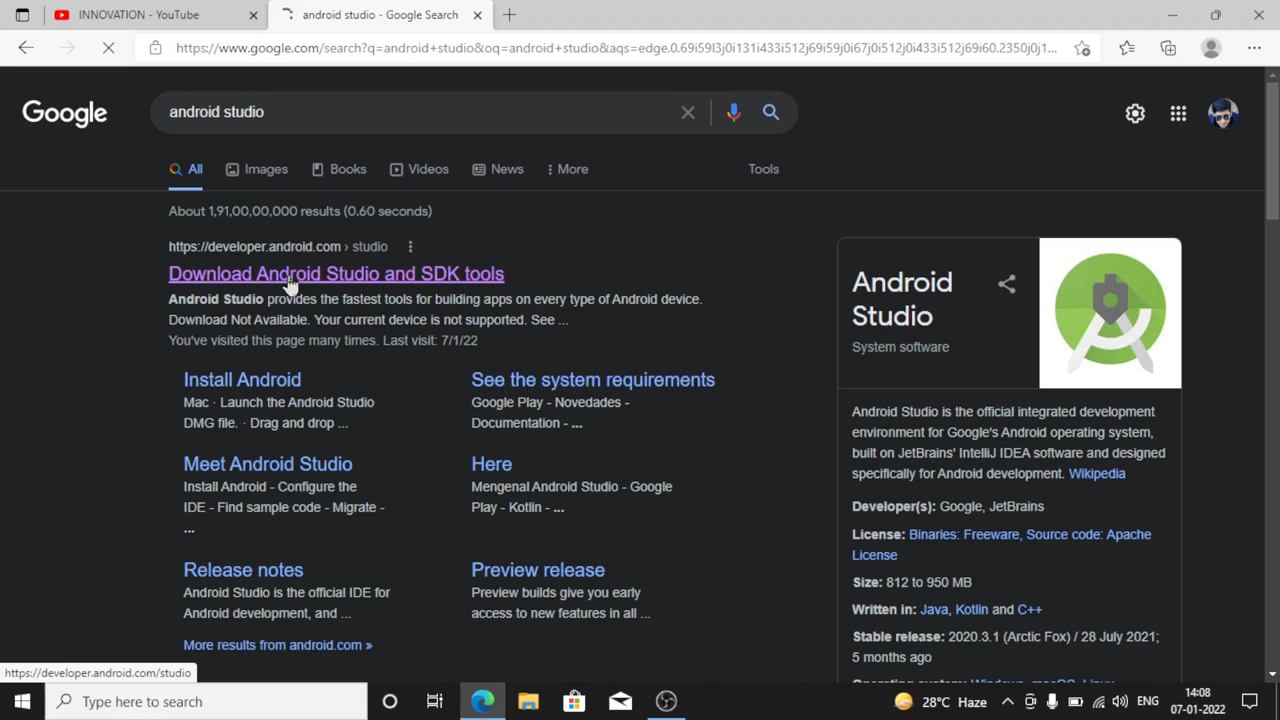 INNOVATION - YouTube
android studio - Google Search
https://www.google.com/search?q=android+studio&oq=android+studio&aqs=edge.0.69i59l3j0i131i433i512j69i59j0i67j0i512j0i433i512j69i60.2350j0j1...
Google
android studio
All
Images
Books
Videos
News
More
Tools
About 1,91,00,00,000 results (0.60 seconds)
https://developer.android.com › studio
Download Android Studio and SDK tools
Android Studio provides the fastest tools for building apps on every type of Android device.
Download Not Available. Your current device is not supported. See ...
You've visited this page many times. Last visit: 7/1/22
Install Android
Mac · Launch the Android Studio
DMG file. · Drag and drop ...
See the system requirements
Google Play - Novedades -
Documentation - ...
Meet Android Studio
Install Android - Configure the
IDE - Find sample code - Migrate -
...
Here
Mengenal Android Studio - Google
Play - Kotlin - ...
Release notes
Android Studio is the official IDE for
Android development, and ...
Preview release
Preview builds give you early
access to new features in all ...
More results from android.com »
Android
Studio
System software
Android Studio is the official integrated development
environment for Google's Android operating system,
built on JetBrains' IntelliJ IDEA software and designed
specifically for Android development. Wikipedia
Developer(s): Google, JetBrains
License: Binaries: Freeware, Source code: Apache
License
Size: 812 to 950 MB
Written in: Java, Kotlin and C++
Stable release: 2020.3.1 (Arctic Fox) / 28 July 2021;
5 months ago
Operating system: Windows, macOS, Linux
https://developer.android.com/studio
Type here to search
28°C Haze
ENG
14:08
07-01-2022